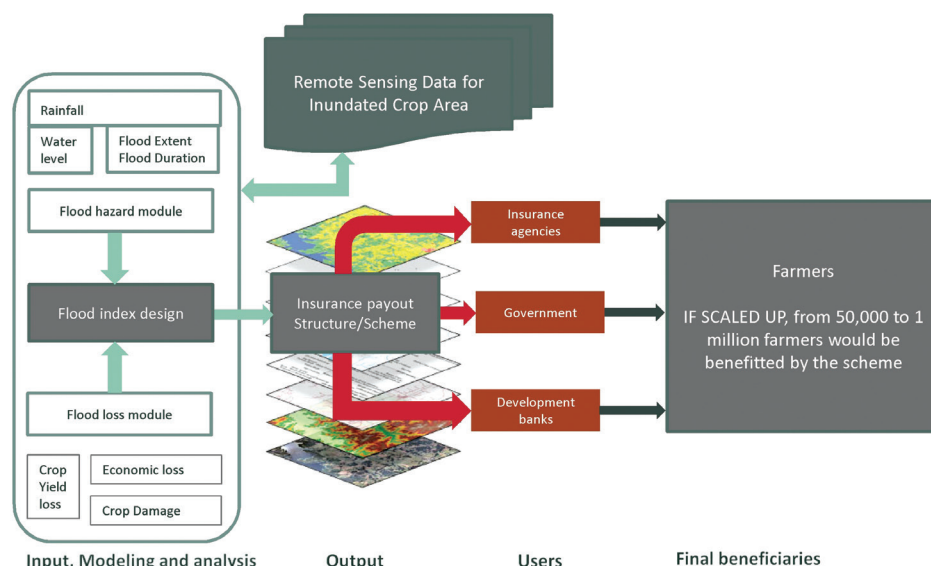 Remote Sensing Data for
Inundated Crop Area
Rainfall
Water
level
Flood Extent
Flood Duration
Flood hazard module
Flood index design
Flood loss module
Crop
Yield
loss
Economic loss
Crop Damage
Insurance payout
Structure/Scheme
Insurance
agencies
Government
Development
banks
Farmers
IF SCALED UP, from 50,000 to 1
million farmers would be
benefitted by the scheme
Input, Modeling and analysis
Output
Users
Final beneficiaries